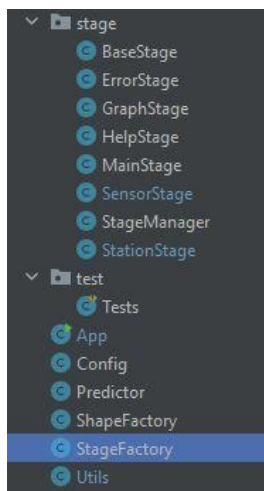 stage
BaseStage
ErrorStage
GraphStage
HelpStage
MainStage
SensorStage
StageManager
StationStage
test
Tests
App
Config
Predictor
ShapeFactory
StageFactory
Utils